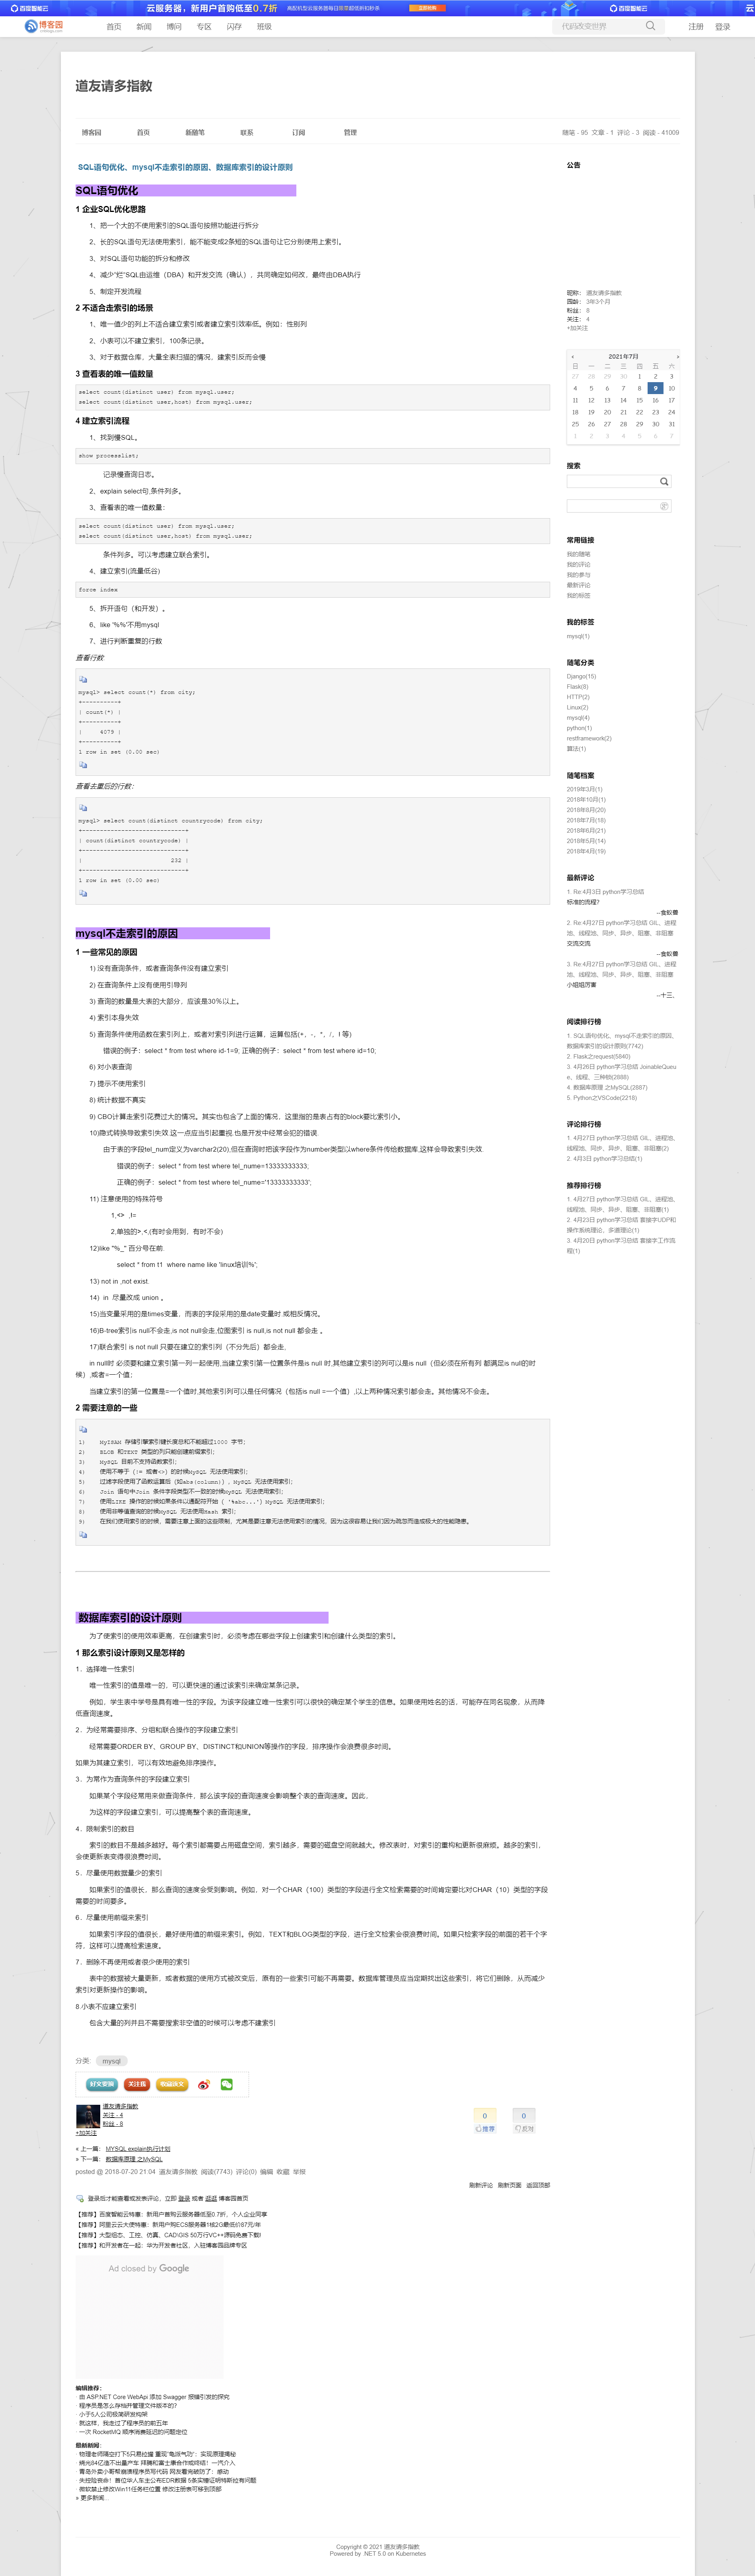 百度智能云
云服务器,新用户首购低至0.7折
百度智能云
博客园
首页 新闻 博问 专区 闪存 班级
代码改变世界
注册 登录
道友请多指教
博客园 首页 新随笔 联系 订阅 管理
随笔 - 95 文章 - 1 评论 - 3 阅读 - 41009
SQL语句优化、mysql不走索引的原因、数据库索引的设计原则
SQL语句优化
1 企业SQL优化思路
1、把一个大的不使用索引的SQL语句按照功能进行拆分
2、长的SQL语句无法使用索引,能不能变成2条短的SQL语句让它分别使用上索引。
3、对SQL语句功能的拆分和修改
4、减少“烂”SQL由运维(DBA)和开发交流(确认),共同确定如何改,最终由DBA执行
5、制定开发流程
2 不适合走索引的场景
1、唯一值少的列上不适合建立索引或者建立索引效率低。例如:性别列
2、小表可以不建立索引,100条记录。
3、对于数据仓库,大量全表扫描的情况,建索引反而会慢
3 查看表的唯一值数量
select count(distinct user) from mysql.user;
select count(distinct user,host) from mysql.user;
4 建立索引流程
1、找到慢SQL。
show processlist;
记录慢查询日志。
2、explain select句,条件列多。
3、查看表的唯一值数量:
select count(distinct user) from mysql.user;
select count(distinct user,host) from mysql.user;
条件列多。可以考虑建立联合索引。
4、建立索引(流量低谷)
force index
5、拆开语句(和开发)。
6、like '%%'不用mysql
7、进行判断重复的行数
查看行数:
mysql> select count(*) from city;
+----------+
| count(*) |
+----------+
|     4079 |
+----------+
1 row in set (0.00 sec)
查看去重后的行数:
mysql> select count(distinct countrycode) from city;
+-----------------------------+
| count(distinct countrycode) |
+-----------------------------+
|                         232 |
+-----------------------------+
1 row in set (0.00 sec)
mysql不走索引的原因
1 一些常见的原因
1) 没有查询条件,或者查询条件没有建立索引
2) 在查询条件上没有使用引导列
3) 查询的数量是大表的大部分,应该是30%以上。
4) 索引本身失效
5) 查询条件使用函数在索引列上,或者对索引列进行运算,运算包括(+,-,*,/,! 等)
错误的例子:select * from test where id-1=9; 正确的例子:select * from test where id=10;
6) 对小表查询
7) 提示不使用索引
8) 统计数据不真实
9) CBO计算走索引花费过大的情况。其实也包含了上面的情况,这里指的是表占有的block要比索引小。
10)隐式转换导致索引失效.这一点应当引起重视.也是开发中经常会犯的错误.
由于表的字段tel_num定义为varchar2(20),但在查询时把该字段作为number类型以where条件传给数据库,这样会导致索引失效.
错误的例子:select * from test where tel_nume=13333333333;
正确的例子:select * from test where tel_nume='13333333333';
11) 注意使用的特殊符号
1,<> ,!=
2,单独的>,<,(有时会用到,有时不会)
12)like "%_" 百分号在前.
select * from t1 where name like 'linux培训%';
13) not in ,not exist.
14) in 尽量改成 union 。
15)当变量采用的是times变量,而表的字段采用的是date变量时.或相反情况。
16)B-tree索引is null不会走,is not null会走,位图索引 is null,is not null 都会走 。
17)联合索引 is not null 只要在建立的索引列(不分先后)都会走,
in null时 必须要和建立索引第一列一起使用,当建立索引第一位置条件是is null 时,其他建立索引的列可以是is null(但必须在所有列 都满足is null的时
候),或者=一个值;
当建立索引的第一位置是=一个值时,其他索引列可以是任何情况(包括is null =一个值),以上两种情况索引都会走。其他情况不会走。
2 需要注意的一些
1) MyISAM 存储引擎索引键长度总和不能超过1000 字节;
2) BLOB 和TEXT 类型的列只能创建前缀索引;
3) MySQL 目前不支持函数索引;
4) 使用不等于(!= 或者<>)的时候MySQL 无法使用索引;
5) 过滤字段使用了函数运算后(如abs(column)),MySQL 无法使用索引;
6) Join 语句中Join 条件字段类型不一致的时候MySQL 无法使用索引;
7) 使用LIKE 操作的时候如果条件以通配符开始( '%abc...')MySQL 无法使用索引;
8) 使用非等值查询的时候MySQL 无法使用Hash 索引;
9) 在我们使用索引的时候,需要注意上面的这些限制,尤其是要注意无法使用索引的情况,因为这很容易让我们因为疏忽而造成极大的性能隐患。
数据库索引的设计原则
为了使索引的使用效率更高,在创建索引时,必须考虑在哪些字段上创建索引和创建什么类型的索引。
1 那么索引设计原则又是怎样的
1.选择唯一性索引
唯一性索引的值是唯一的,可以更快速的通过该索引来确定某条记录。
例如,学生表中学号是具有唯一性的字段。为该字段建立唯一性索引可以很快的确定某个学生的信息。如果使用姓名的话,可能存在同名现象,从而降
低查询速度。
2.为经常需要排序、分组和联合操作的字段建立索引
经常需要ORDER BY、GROUP BY、DISTINCT和UNION等操作的字段,排序操作会浪费很多时间。
如果为其建立索引,可以有效地避免排序操作。
3.为常作为查询条件的字段建立索引
如果某个字段经常用来做查询条件,那么该字段的查询速度会影响整个表的查询速度。因此,
为这样的字段建立索引,可以提高整个表的查询速度。
4.限制索引的数目
索引的数目不是越多越好。每个索引都需要占用磁盘空间,索引越多,需要的磁盘空间就越大。修改表时,对索引的重构和更新很麻烦。越多的索引,
会使更新表变得很浪费时间。
5.尽量使用数据量少的索引
如果索引的值很长,那么查询的速度会受到影响。例如,对一个CHAR(100)类型的字段进行全文检索需要的时间肯定要比对CHAR(10)类型的字段
需要的时间要多。
6.尽量使用前缀来索引
如果索引字段的值很长,最好使用值的前缀来索引。例如,TEXT和BLOG类型的字段,进行全文检索会很浪费时间。如果只检索字段的前面的若干个字
符,这样可以提高检索速度。
7.删除不再使用或者很少使用的索引
表中的数据被大量更新,或者数据的使用方式被改变后,原有的一些索引可能不再需要。数据库管理员应当定期找出这些索引,将它们删除,从而减少
索引对更新操作的影响。
8.小表不应建立索引
包含大量的列并且不需要搜索非空值的时候可以考虑不建索引
分类: mysql
好文要顶 关注我 收藏该文
道友请多指教
关注 - 4
粉丝 - 8
+加关注
0 推荐
0 反对
« 上一篇: MYSQL explain执行计划
» 下一篇: 数据库原理 之MySQL
posted @ 2018-07-20 21:04 道友请多指教 阅读(7743) 评论(0) 编辑 收藏 举报
刷新评论 刷新页面 返回顶部
登录后才能查看或发表评论,立即 登录 或者 逛逛 博客园首页
【推荐】百度智能云特惠:新用户首购云服务器低至0.7折,个人企业同享
【推荐】阿里云云大使特惠:新用户购ECS服务器1核2G最低价87元/年
【推荐】大型组态、工控、仿真、CAD\GIS 50万行VC++源码免费下载!
【推荐】和开发者在一起:华为开发者社区,入驻博客园品牌专区
Ad closed by Google
编辑推荐:
· 由 ASP.NET Core WebApi 添加 Swagger 报错引发的探究
· 程序员是怎么存档并管理文件版本的?
· 小于5人公司极简研发构架
· 就这样,我走过了程序员的前五年
· 一次 RocketMQ 顺序消费延迟的问题定位
最新新闻:
· 物理老师隔空打下5只易拉罐 重现“龟派气功”:实现原理揭秘
· 烧光84亿造不出量产车 拜腾和富士康合作或终结!一汽介入
· 青岛外卖小哥帮崩溃程序员写代码 网友看完破防了:感动
· 失控险丧命!首位华人车主公布EDR数据 5条实锤证明特斯拉有问题
· 微软禁止修改Win11任务栏位置 修改注册表可移到顶部
» 更多新闻...
公告
昵称: 道友请多指教
园龄: 3年3个月
粉丝: 8
关注: 4
+加关注
< 2021年7月 >
日 一 二 三 四 五 六
27 28 29 30 1 2 3
4 5 6 7 8 9 10
11 12 13 14 15 16 17
18 19 20 21 22 23 24
25 26 27 28 29 30 31
1 2 3 4 5 6 7
搜索
常用链接
我的随笔
我的评论
我的参与
最新评论
我的标签
我的标签
mysql(1)
随笔分类
Django(15)
Flask(8)
HTTP(2)
Linux(2)
mysql(4)
python(1)
restframework(2)
算法(1)
随笔档案
2019年3月(1)
2018年10月(1)
2018年8月(20)
2018年7月(18)
2018年6月(21)
2018年5月(14)
2018年4月(19)
最新评论
1. Re:4月3日 python学习总结
标准的流程?
--食蚁兽
2. Re:4月27日 python学习总结 GIL、进程
池、线程池、同步、异步、阻塞、非阻塞
交流交流
--食蚁兽
3. Re:4月27日 python学习总结 GIL、进程
池、线程池、同步、异步、阻塞、非阻塞
小姐姐厉害
--十三、
阅读排行榜
1. SQL语句优化、mysql不走索引的原因、
数据库索引的设计原则(7742)
2. Flask之request(5840)
3. 4月26日 python学习总结 JoinableQueu
e、线程、三种锁(2888)
4. 数据库原理 之MySQL(2887)
5. Python之VSCode(2218)
评论排行榜
1. 4月27日 python学习总结 GIL、进程池、
线程池、同步、异步、阻塞、非阻塞(2)
2. 4月3日 python学习总结(1)
推荐排行榜
1. 4月27日 python学习总结 GIL、进程池、
线程池、同步、异步、阻塞、非阻塞(1)
2. 4月23日 python学习总结 套接字UDP和
操作系统理论、多道理论(1)
3. 4月20日 python学习总结 套接字工作流
程(1)
Copyright © 2021 道友请多指教
Powered by .NET 5.0 on Kubernetes